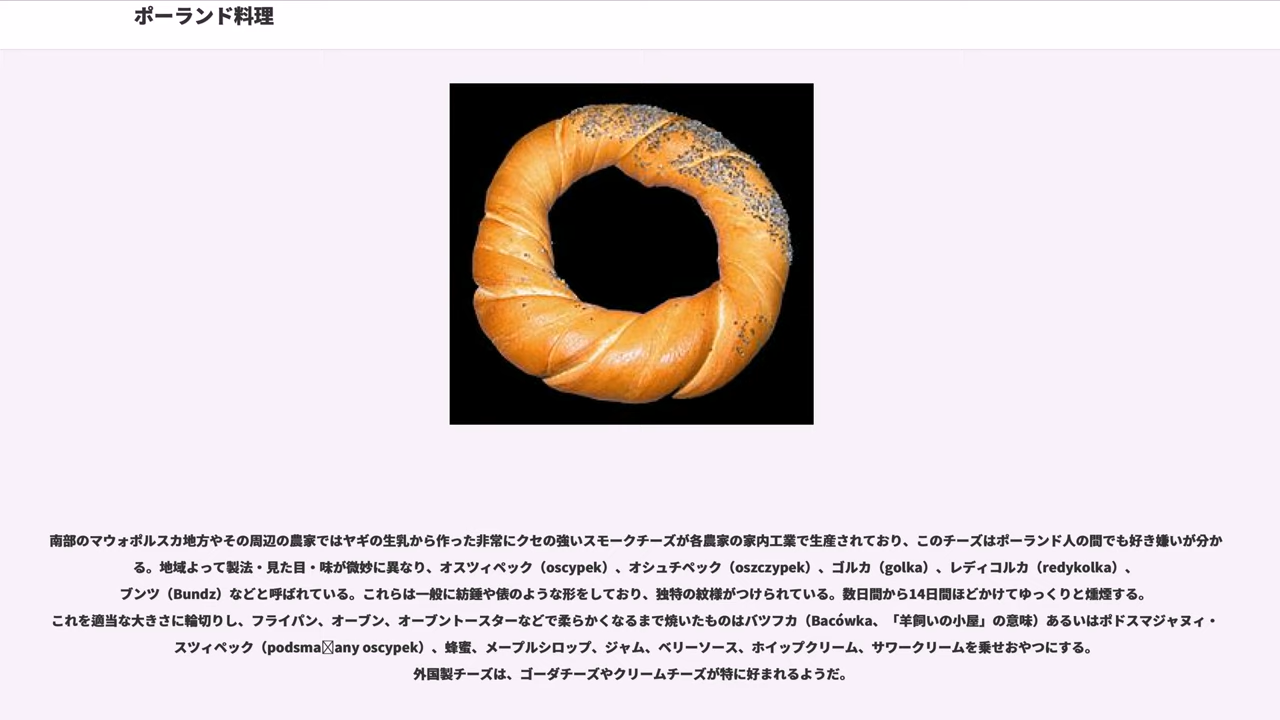 ポーランド料理
南部のマウォポルスカ地方やその周辺の農家ではヤギの生乳から作った非常にクセの強いスモークチーズが各農家の家内工業で生産されており、このチーズはポーランド人の間でも好き嫌いが分か
る。地域よって製法・見た目・味が微妙に異なり、オスツィペック（oscypek）、オシュチペック（oszczypek）、ゴルカ（golka）、レディコルカ（redykolka）、
ブンツ（Bundz）などと呼ばれている。これらは一般に紡錘や俵のような形をしており、独特の紋様がつけられている。数日間から14日間ほどかけてゆっくりと燻煙する。
これを適当な大きさに輪切りし、フライパン、オーブン、オーブントースターなどで柔らかくなるまで焼いたものはバツフカ（Bacówka、「羊飼いの小屋」の意味）あるいはポドスマジャヌィ・
スツィペック（podsma□any oscypek）、蜂蜜、メープルシロップ、ジャム、ベリーソース、ホイップクリーム、サワークリームを乗せおやつにする。
外国製チーズは、ゴーダチーズやクリームチーズが特に好まれるようだ。